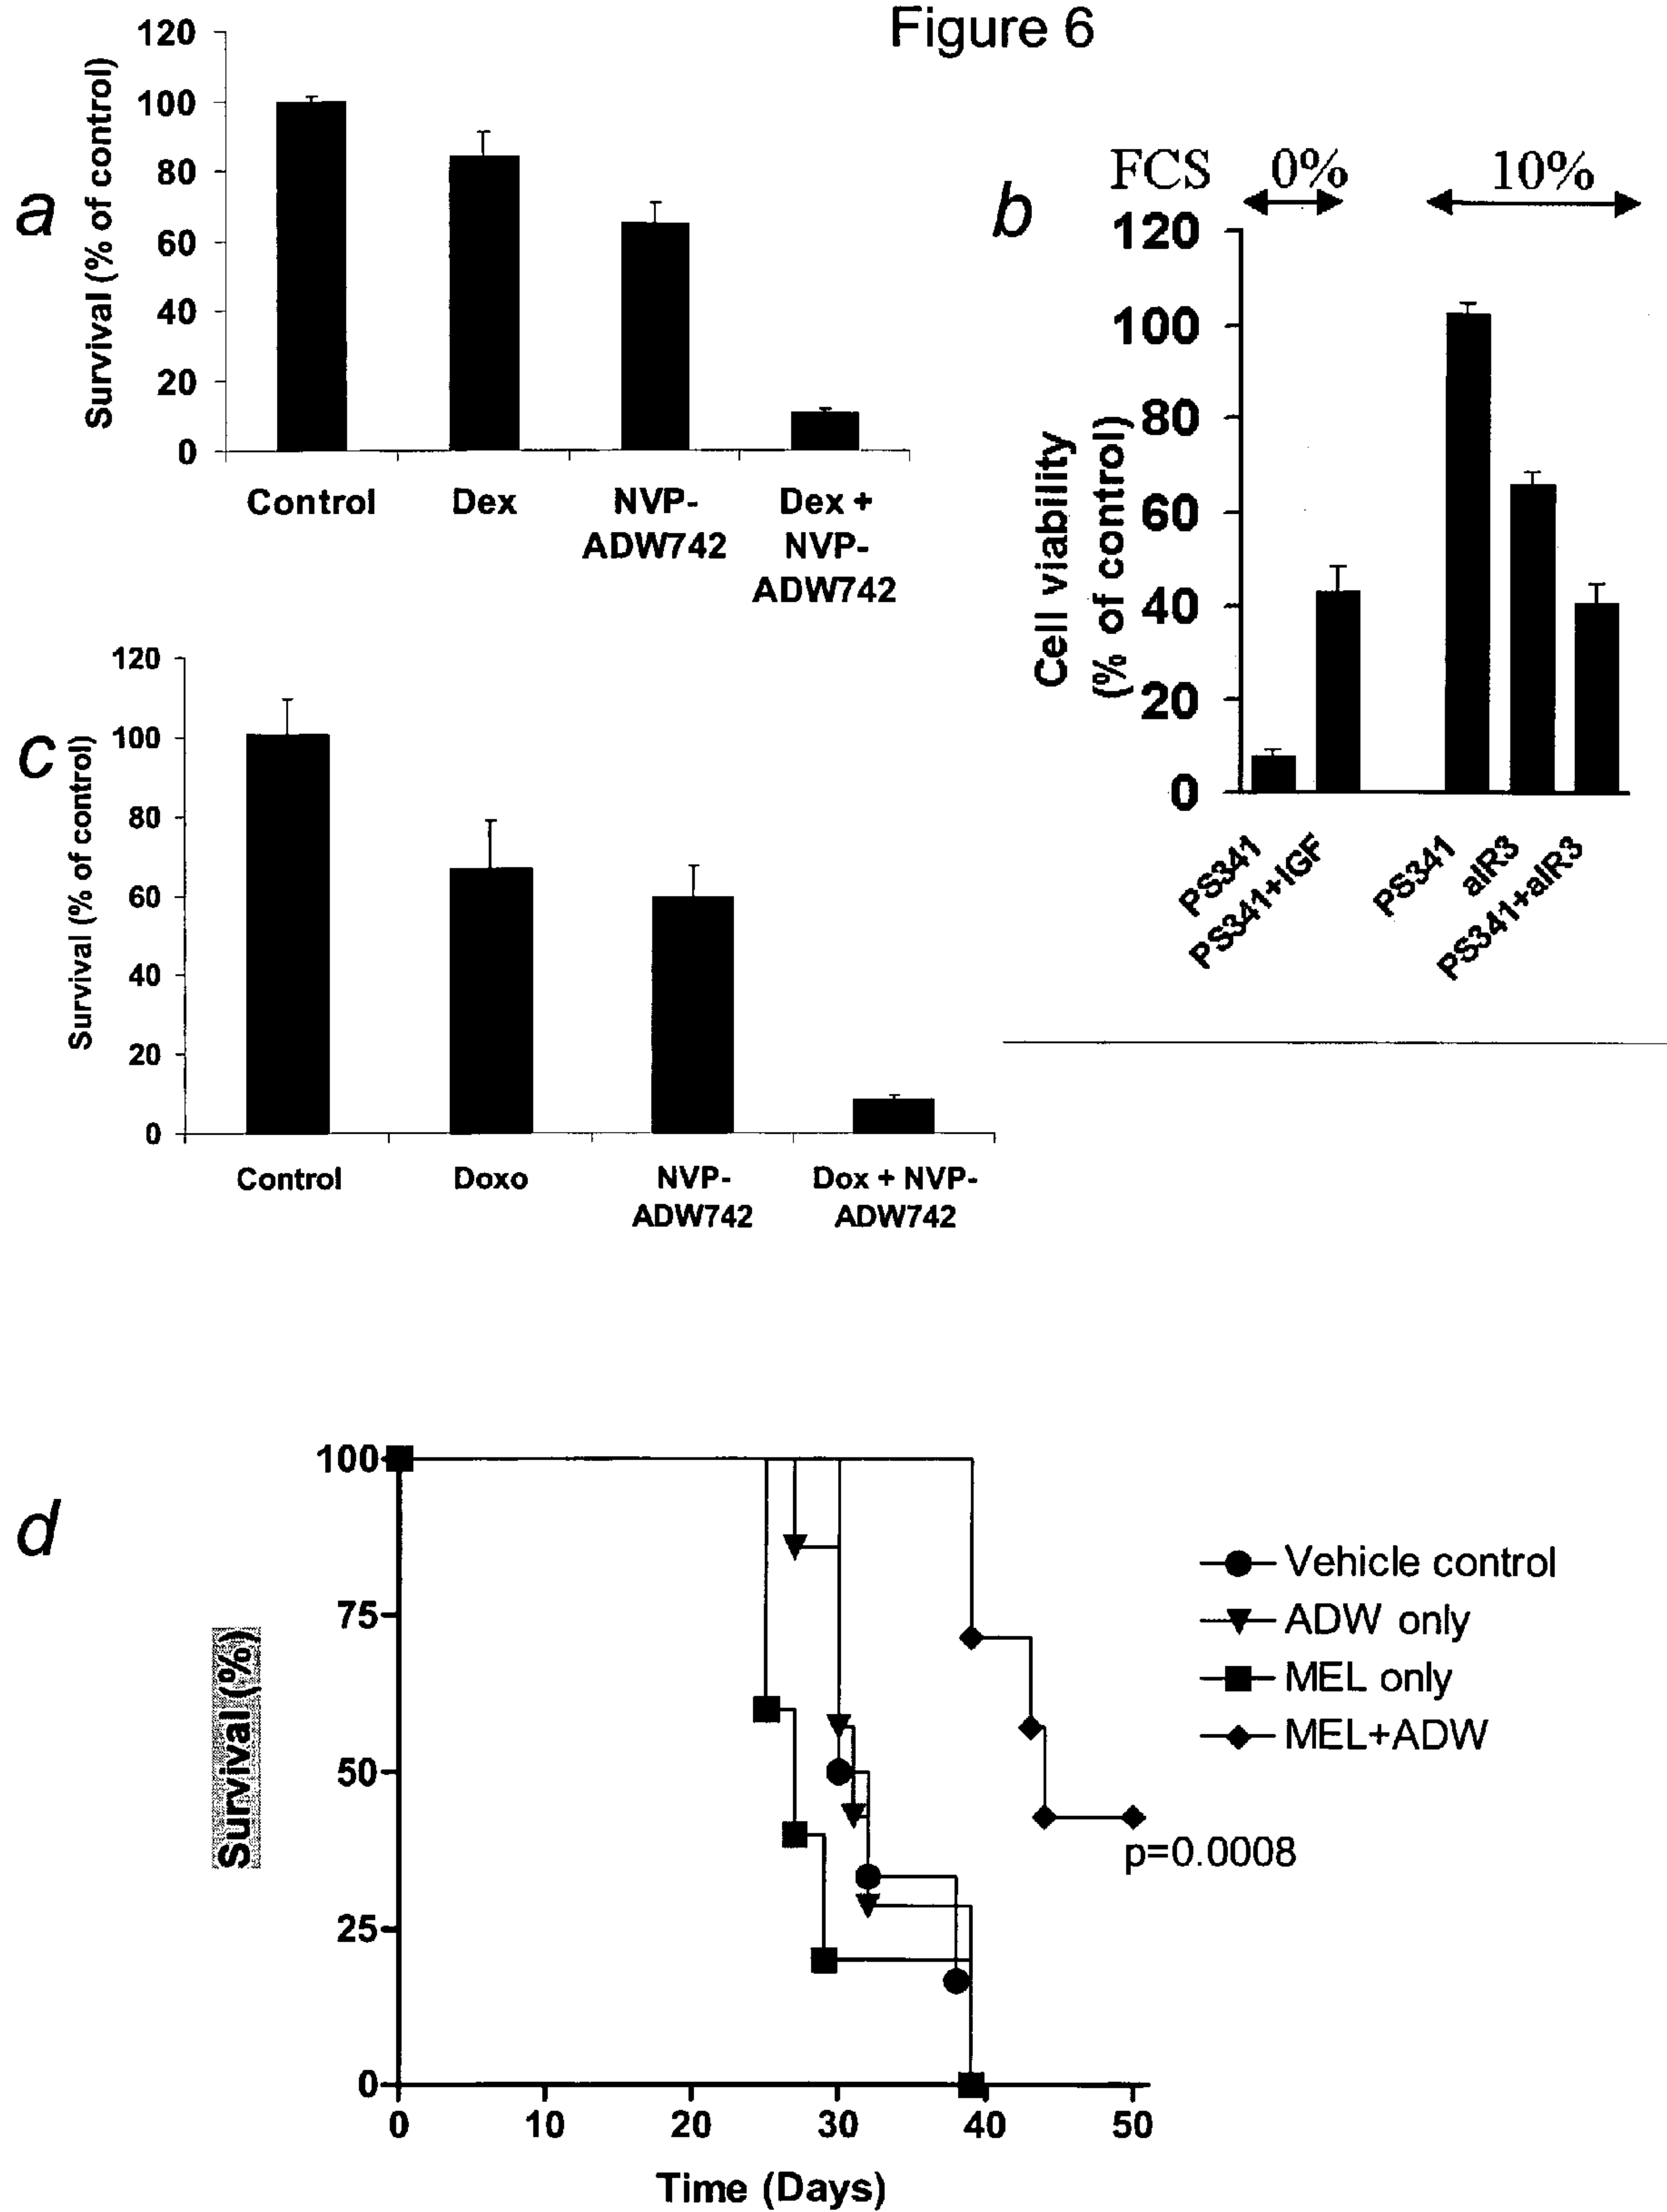 Figure 6
a
Survival (% of control)
120
100
80
60
40
20
0
Control
Dex
NVP-
ADW742
Dex +
NVP-
ADW742
b
FCS 0% 10%
Cell viability
(% of control)
120
100
80
60
40
20
0
PS341
PS341+IGF
PS341
aIR3
PS341+aIR3
c
Survival (% of control)
120
100
80
60
40
20
0
Control
Doxo
NVP-
ADW742
Dox + NVP-
ADW742
d
Survival (%)
100
75
50
25
0
0 10 20 30 40 50
Time (Days)
Vehicle control
ADW only
MEL only
MEL+ADW
p=0.0008